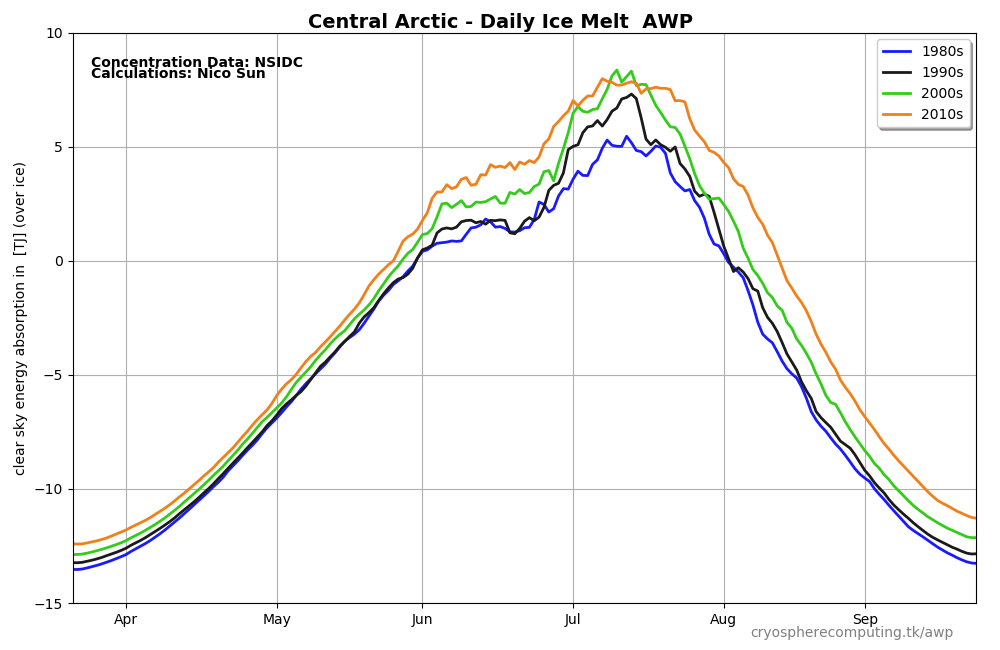 Central Arctic - Daily Ice Melt  AWP
10
5
0
−5
−10
−15
clear sky energy absorption in  [TJ] (over ice)
Concentration Data: NSIDC
Calculations: Nico Sun
1980s
1990s
2000s
2010s
Apr
May
Jun
Jul
Aug
Sep
cryospherecomputing.tk/awp